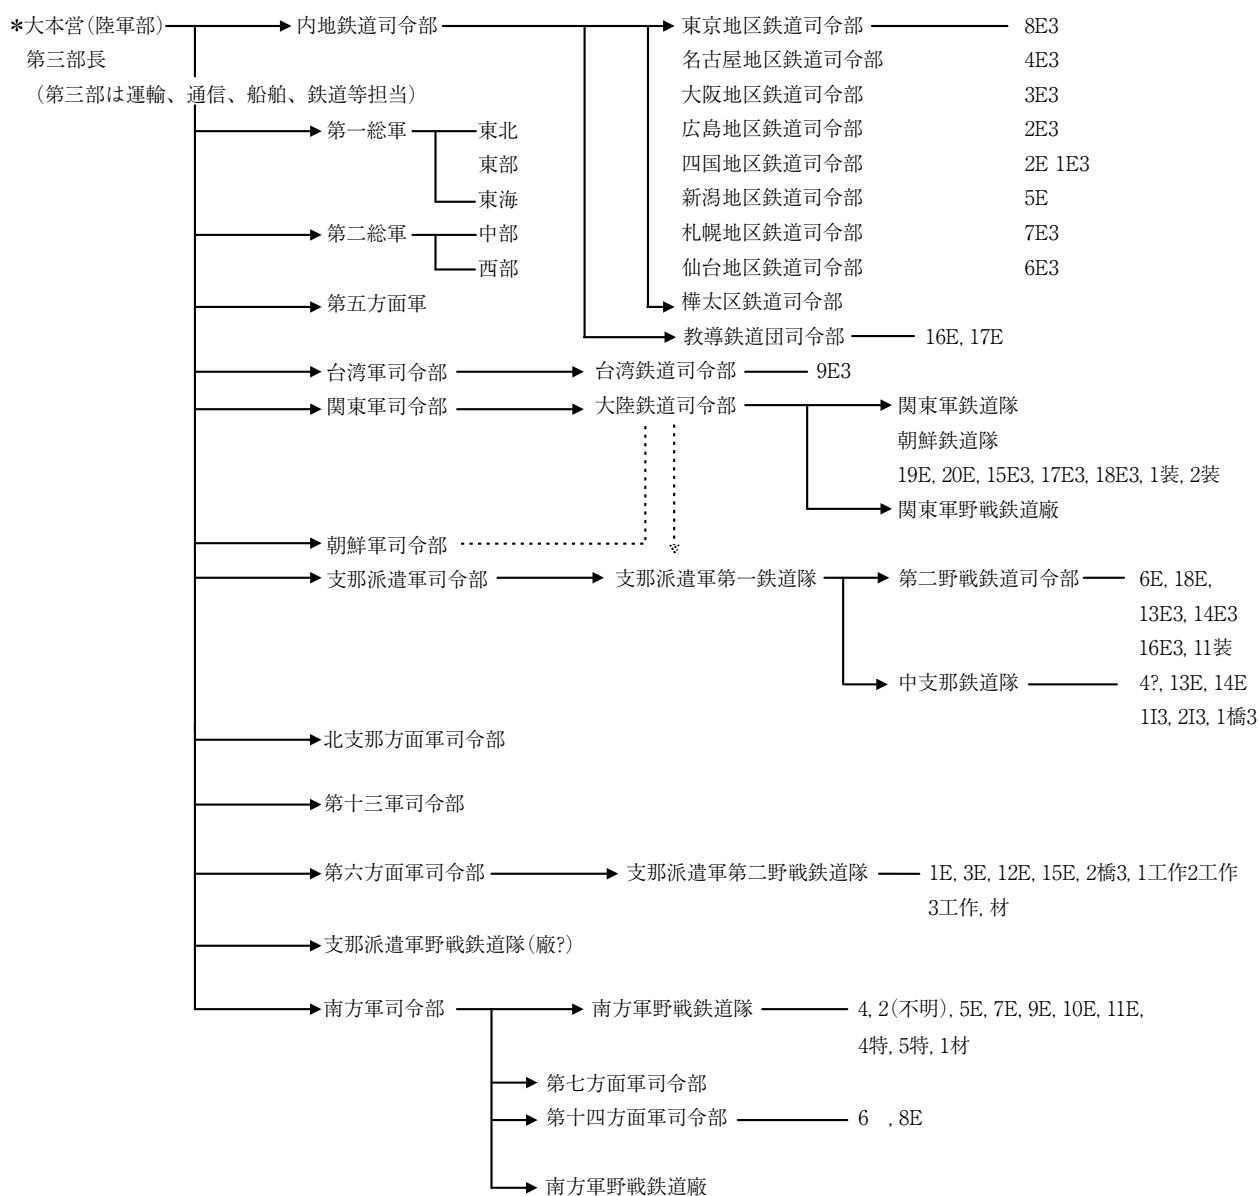 *大本営(陸軍部) 内地鉄道司令部 東京地区鉄道司令部 8E3
第三部長 名古屋地区鉄道司令部 4E3
(第三部は運輸、通信、船舶、鉄道等担当) 大阪地区鉄道司令部 3E3
第一総軍 東北 広島地区鉄道司令部 2E3
東部 四国地区鉄道司令部 2E 1E3
東海 新潟地区鉄道司令部 5E
第二総軍 中部 札幌地区鉄道司令部 7E3
西部 仙台地区鉄道司令部 6E3
第五方面軍 樺太区鉄道司令部
教導鉄道団司令部 16E, 17E
台湾軍司令部 台湾鉄道司令部 9E3
関東軍司令部 大陸鉄道司令部 関東軍鉄道隊
朝鮮鉄道隊
19E, 20E, 15E3, 17E3, 18E3, 1装, 2装
関東軍野戦鉄道廠
朝鮮軍司令部
支那派遣軍司令部 支那派遣軍第一鉄道隊 第二野戦鉄道司令部 6E, 18E,
13E3, 14E3
16E3, 11装
中支那鉄道隊 4?, 13E, 14E
1I3, 2I3, 1橋3
北支那方面軍司令部
第十三軍司令部
第六方面軍司令部 支那派遣軍第二野戦鉄道隊 1E, 3E, 12E, 15E, 2橋3, 1工作2工作
3工作, 材
支那派遣軍野戦鉄道隊(廠?)
南方軍司令部 南方軍野戦鉄道隊 4, 2(不明), 5E, 7E, 9E, 10E, 11E,
4特, 5特, 1材
第七方面軍司令部
第十四方面軍司令部 6 , 8E
南方軍野戦鉄道廠